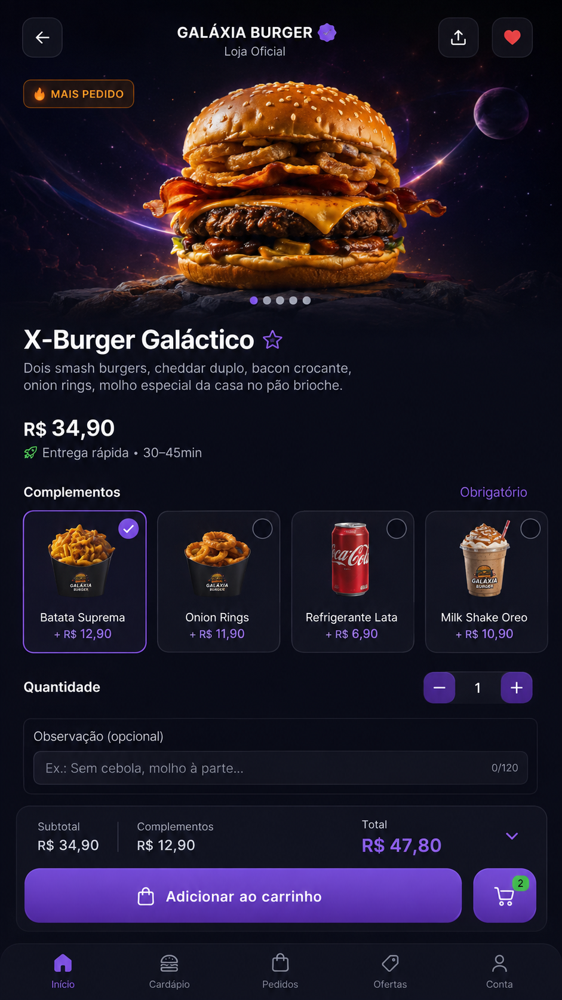 GALÁXIA BURGER
Loja Oficial
MAIS PEDIDO
X-Burger Galáctico
Dois smash burgers, cheddar duplo, bacon crocante,
onion rings, molho especial da casa no pão brioche.
R$ 34,90
Entrega rápida • 30–45min
Complementos
Obrigatório
GALÁXIA
BURGER
Batata Suprema
+ R$ 12,90
GALÁXIA
BURGER
Onion Rings
+ R$ 11,90
Coca-Cola
Refrigerante Lata
+ R$ 6,90
GALÁXIA
BURGER
Milk Shake Oreo
+ R$ 10,90
Quantidade
1
Observação (opcional)
Ex.: Sem cebola, molho à parte...
0/120
Subtotal
R$ 34,90
Complementos
R$ 12,90
Total
R$ 47,80
Adicionar ao carrinho
2
Início
Cardápio
Pedidos
Ofertas
Conta